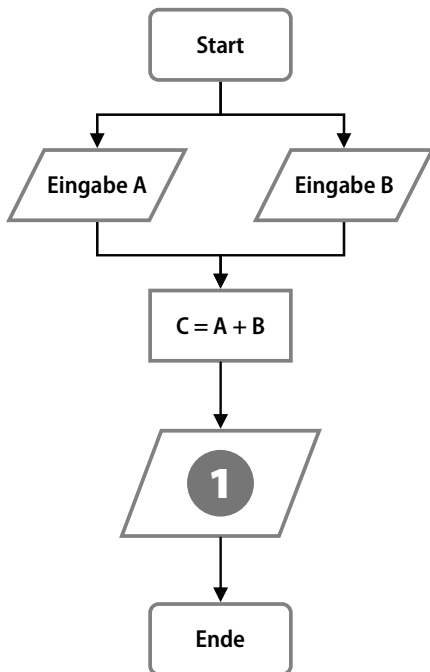 Start
Eingabe A
Eingabe B
C = A + B
1
Ende